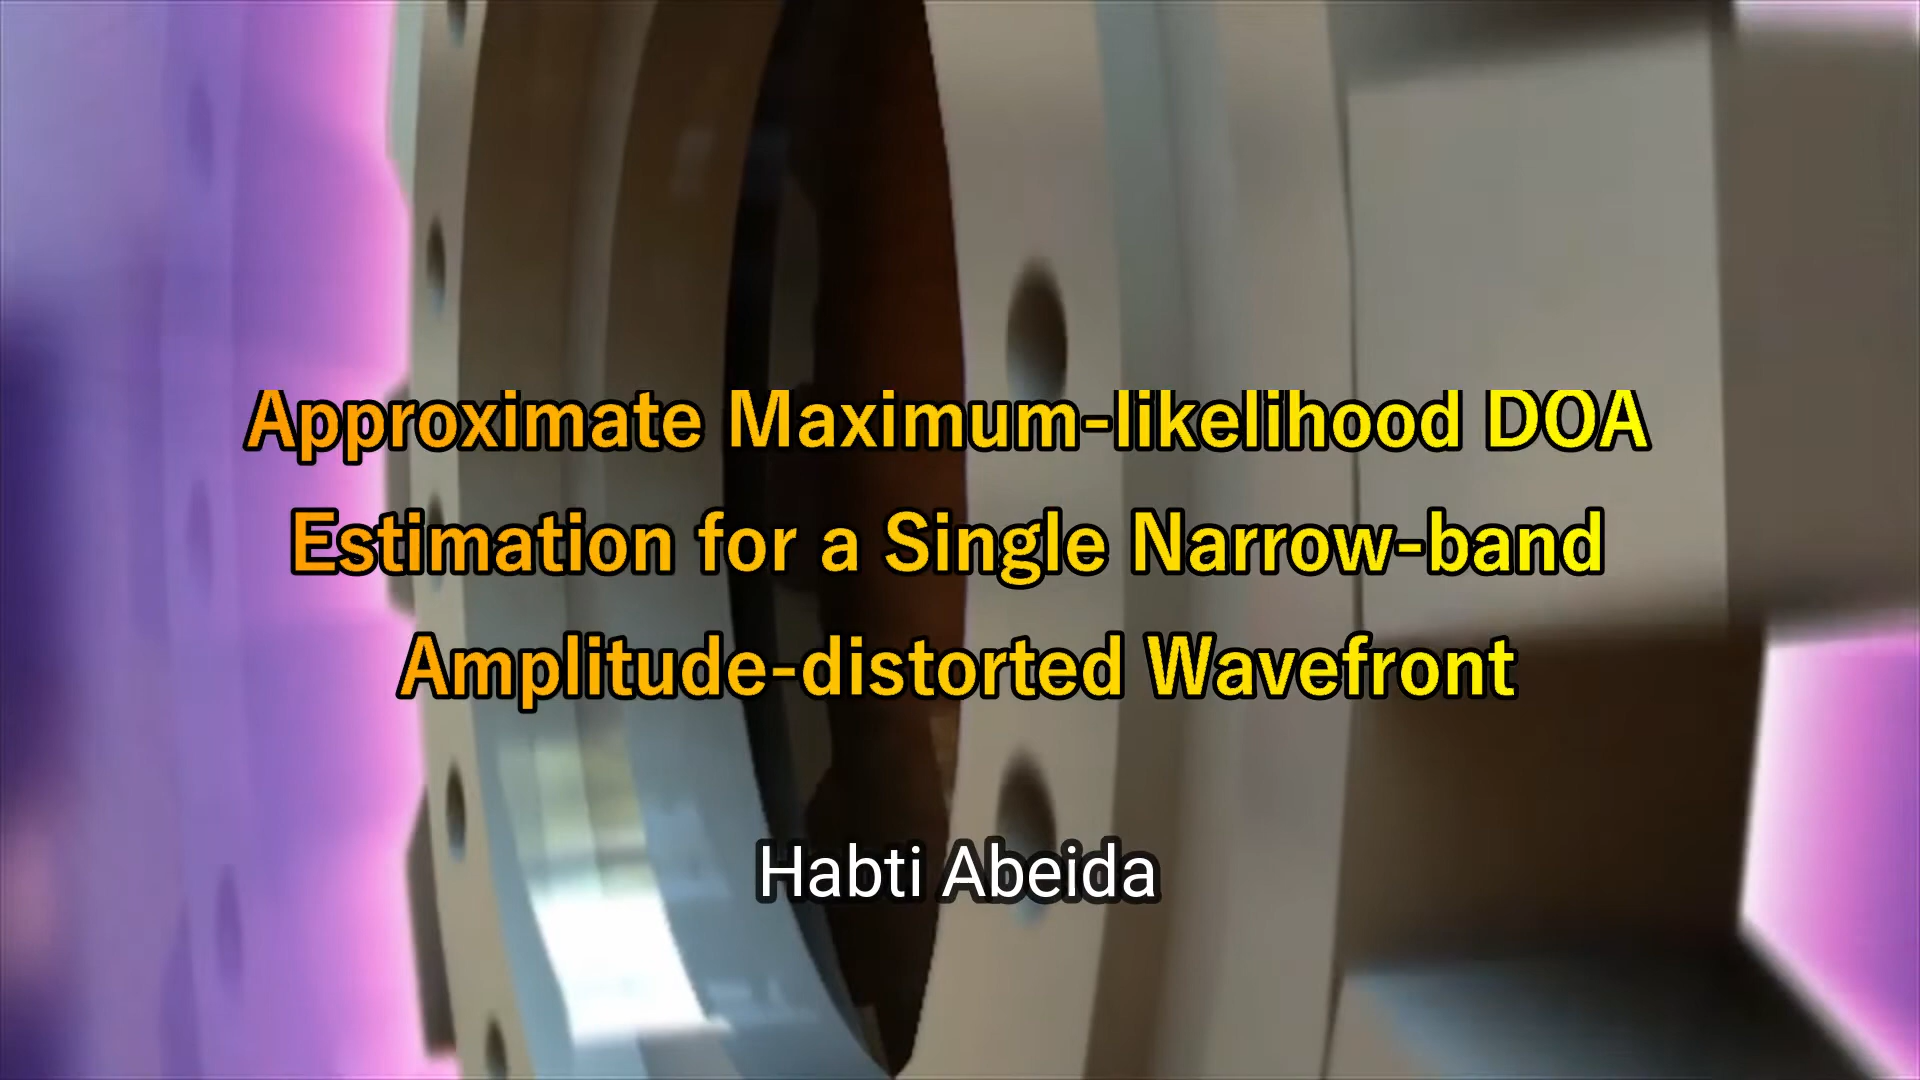 Approximate Maximum-likelihood DOA
Estimation for a Single Narrow-band
Amplitude-distorted Wavefront
Habti Abeida